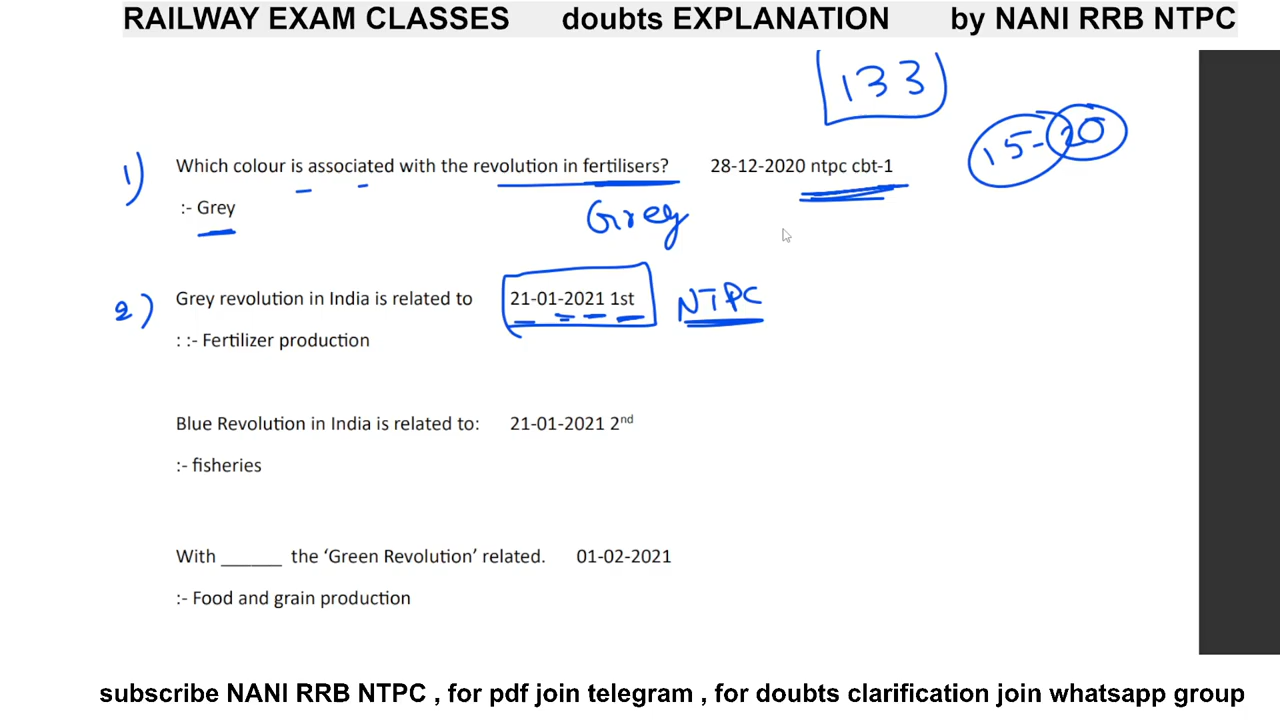 RAILWAY EXAM CLASSES doubts EXPLANATION by NANI RRB NTPC
133
15-20
1) Which colour is associated with the revolution in fertilisers? 28-12-2020 ntpc cbt-1
:- Grey Grey
2) Grey revolution in India is related to 21-01-2021 1st NTPC
: :- Fertilizer production
Blue Revolution in India is related to: 21-01-2021 2nd
:- fisheries
With ______ the ‘Green Revolution’ related. 01-02-2021
:- Food and grain production
subscribe NANI RRB NTPC , for pdf join telegram , for doubts clarification join whatsapp group